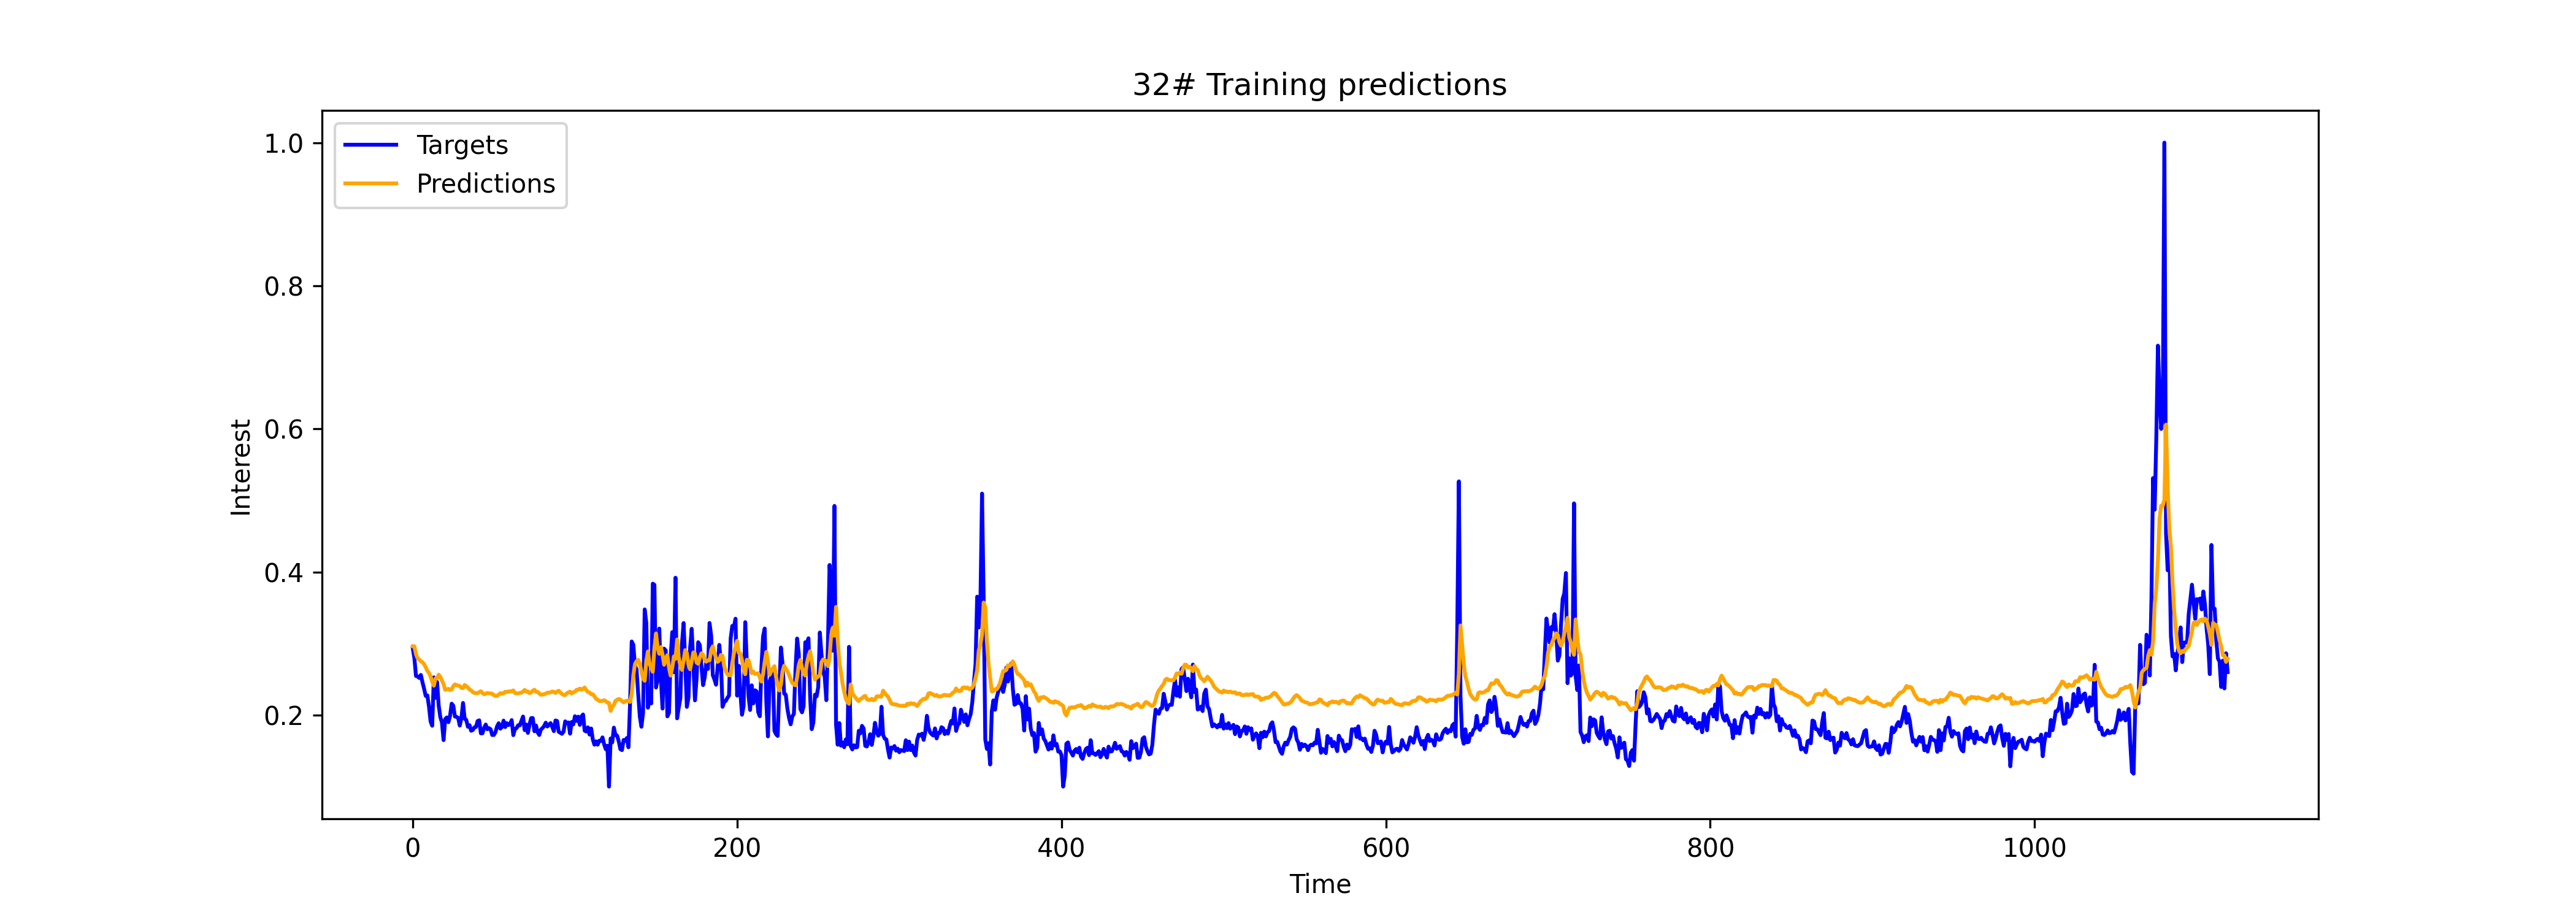 32# Training predictions
Targets
Predictions
1.0
0.8
0.6
0.4
0.2
Interest
0 200 400 600 800 1000
Time